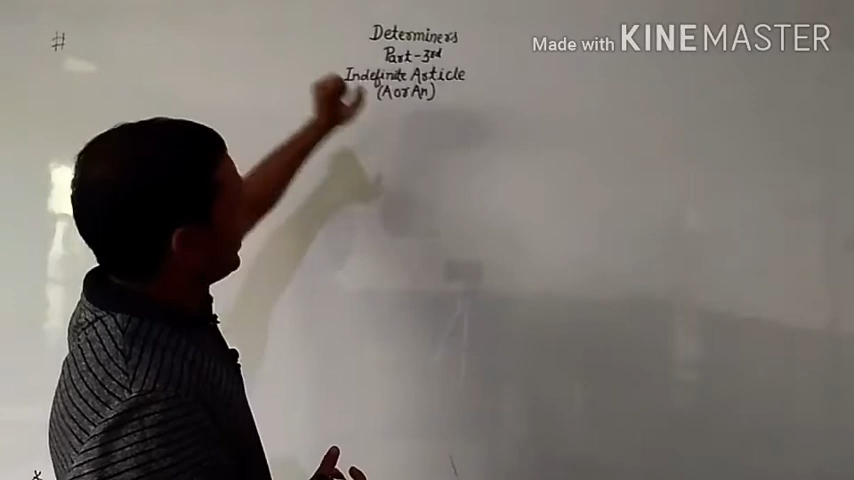 #
Determiners
Part-3rd
Indefinite Article
(A or An)
Made with KINEMASTER